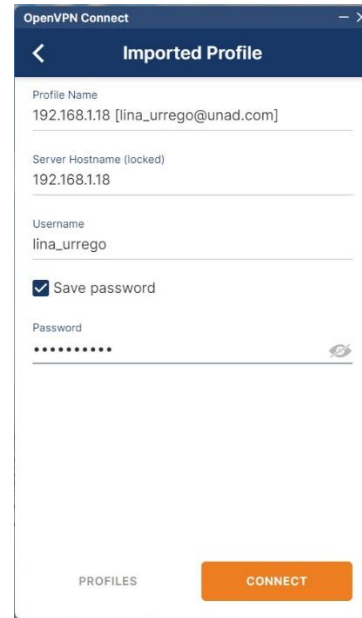 OpenVPN Connect
Imported Profile
Profile Name
192.168.1.18 [lina_urrego@unad.com]
Server Hostname (locked)
192.168.1.18
Username
lina_urrego
Save password
Password
••••••••••
PROFILES
CONNECT